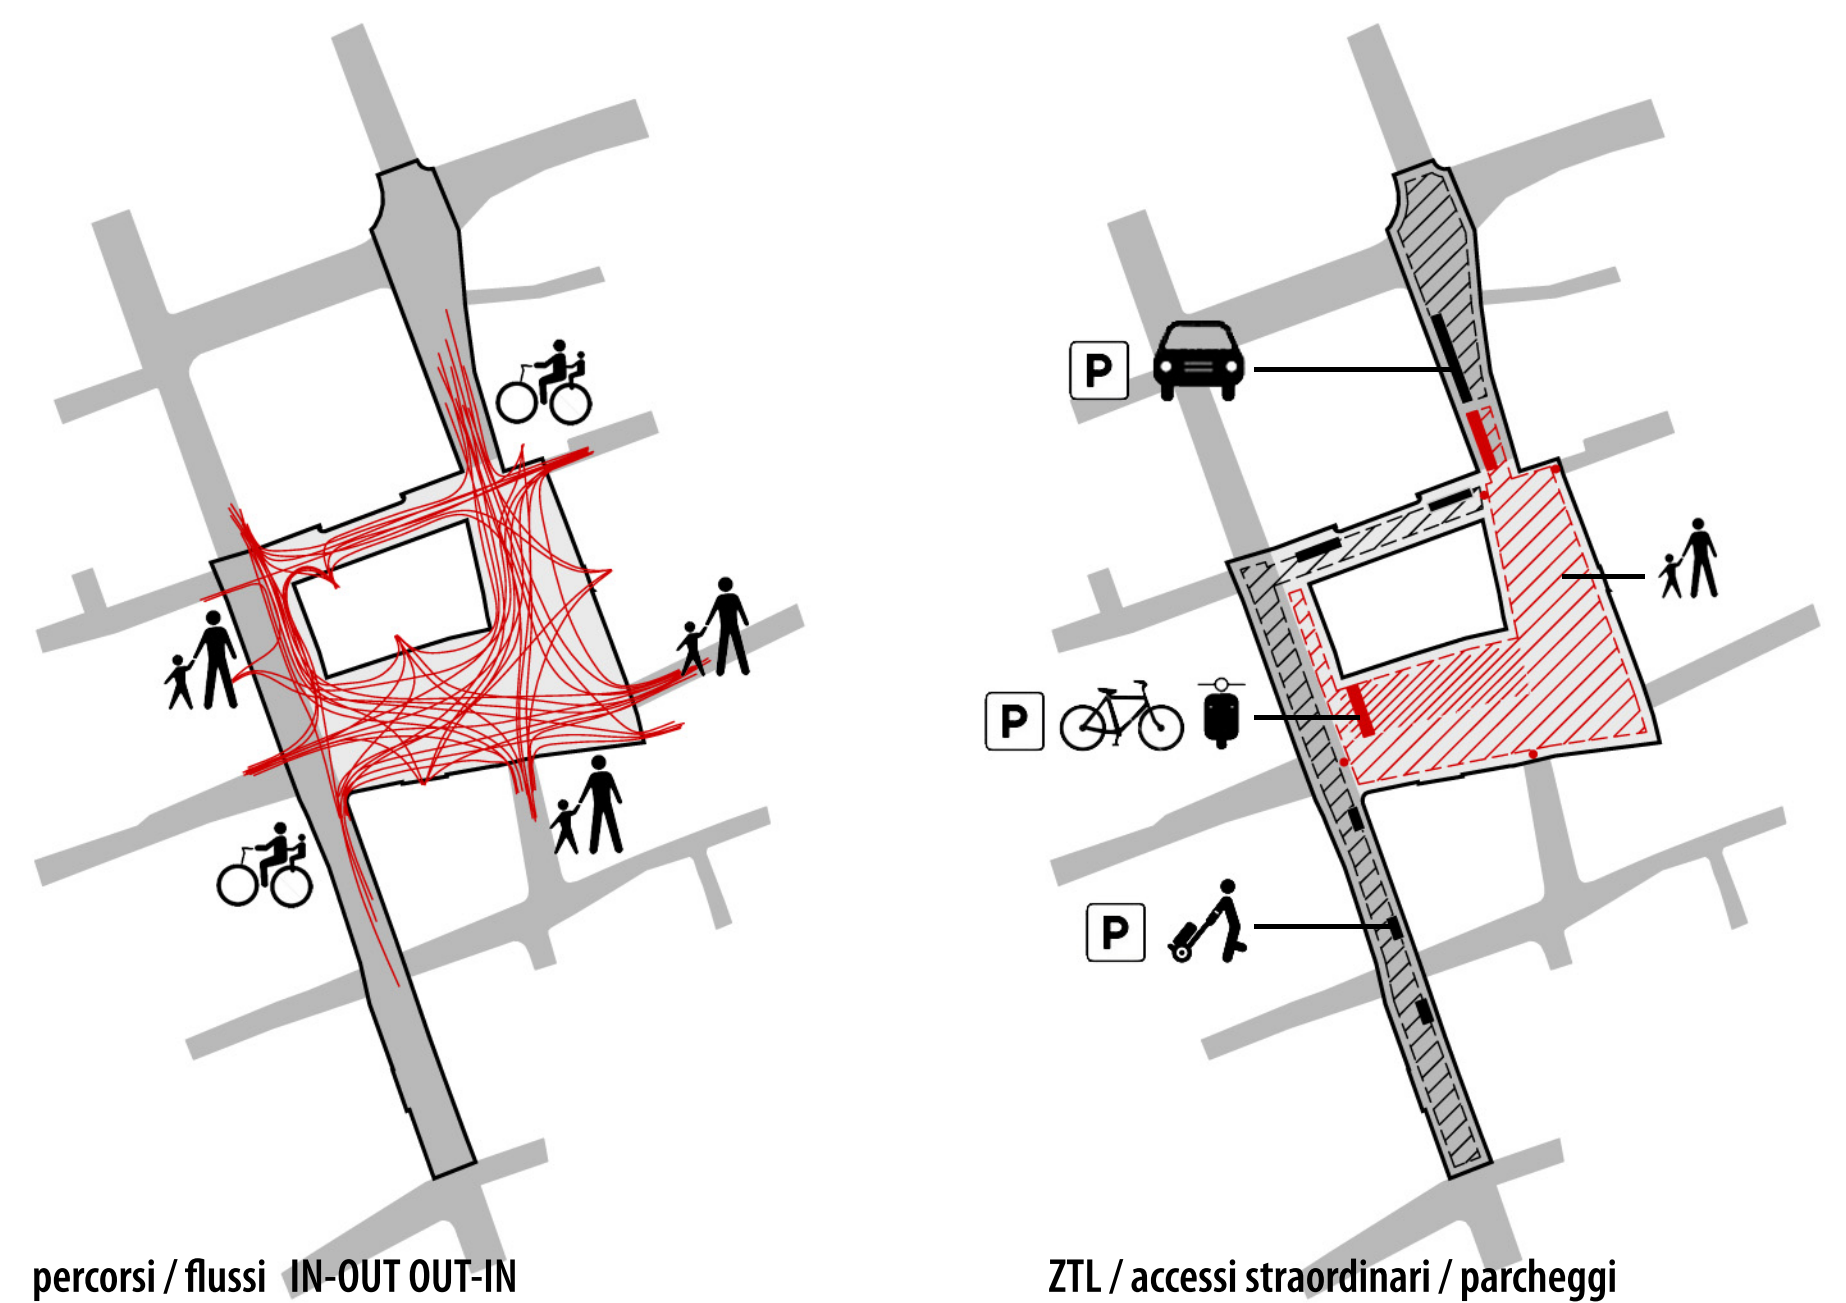 P
P
P
percorsi / flussi IN-OUT OUT-IN
ZTL / accessi straordinari / parcheggi